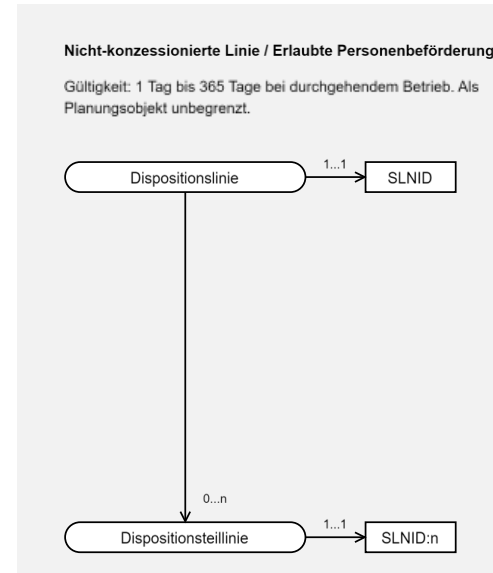 Nicht-konzessionierte Linie / Erlaubte Personenbeförderung
Gültigkeit: 1 Tag bis 365 Tage bei durchgehendem Betrieb. Als
Planungsobjekt unbegrenzt.
1...1
Dispositionslinie
SLNID
0...n
1...1
Dispositionsteillinie
SLNID:n